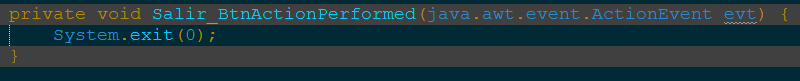 private void Salir_BtnActionPerformed(java.awt.event.ActionEvent evt) {
    System.exit(0);
}